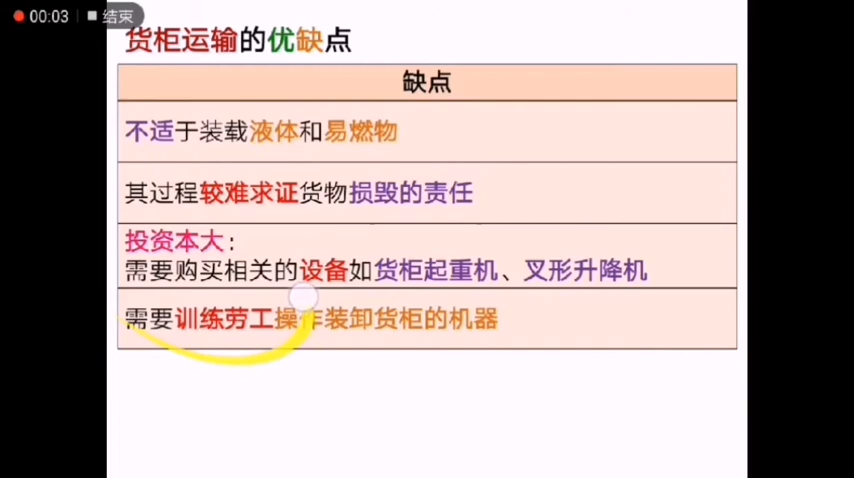 00:03 结束
货柜运输的优缺点
缺点
不适于装载液体和易燃物
其过程较难求证货物损毁的责任
投资本大：
需要购买相关的设备如货柜起重机、叉形升降机
需要训练劳工操作装卸货柜的机器